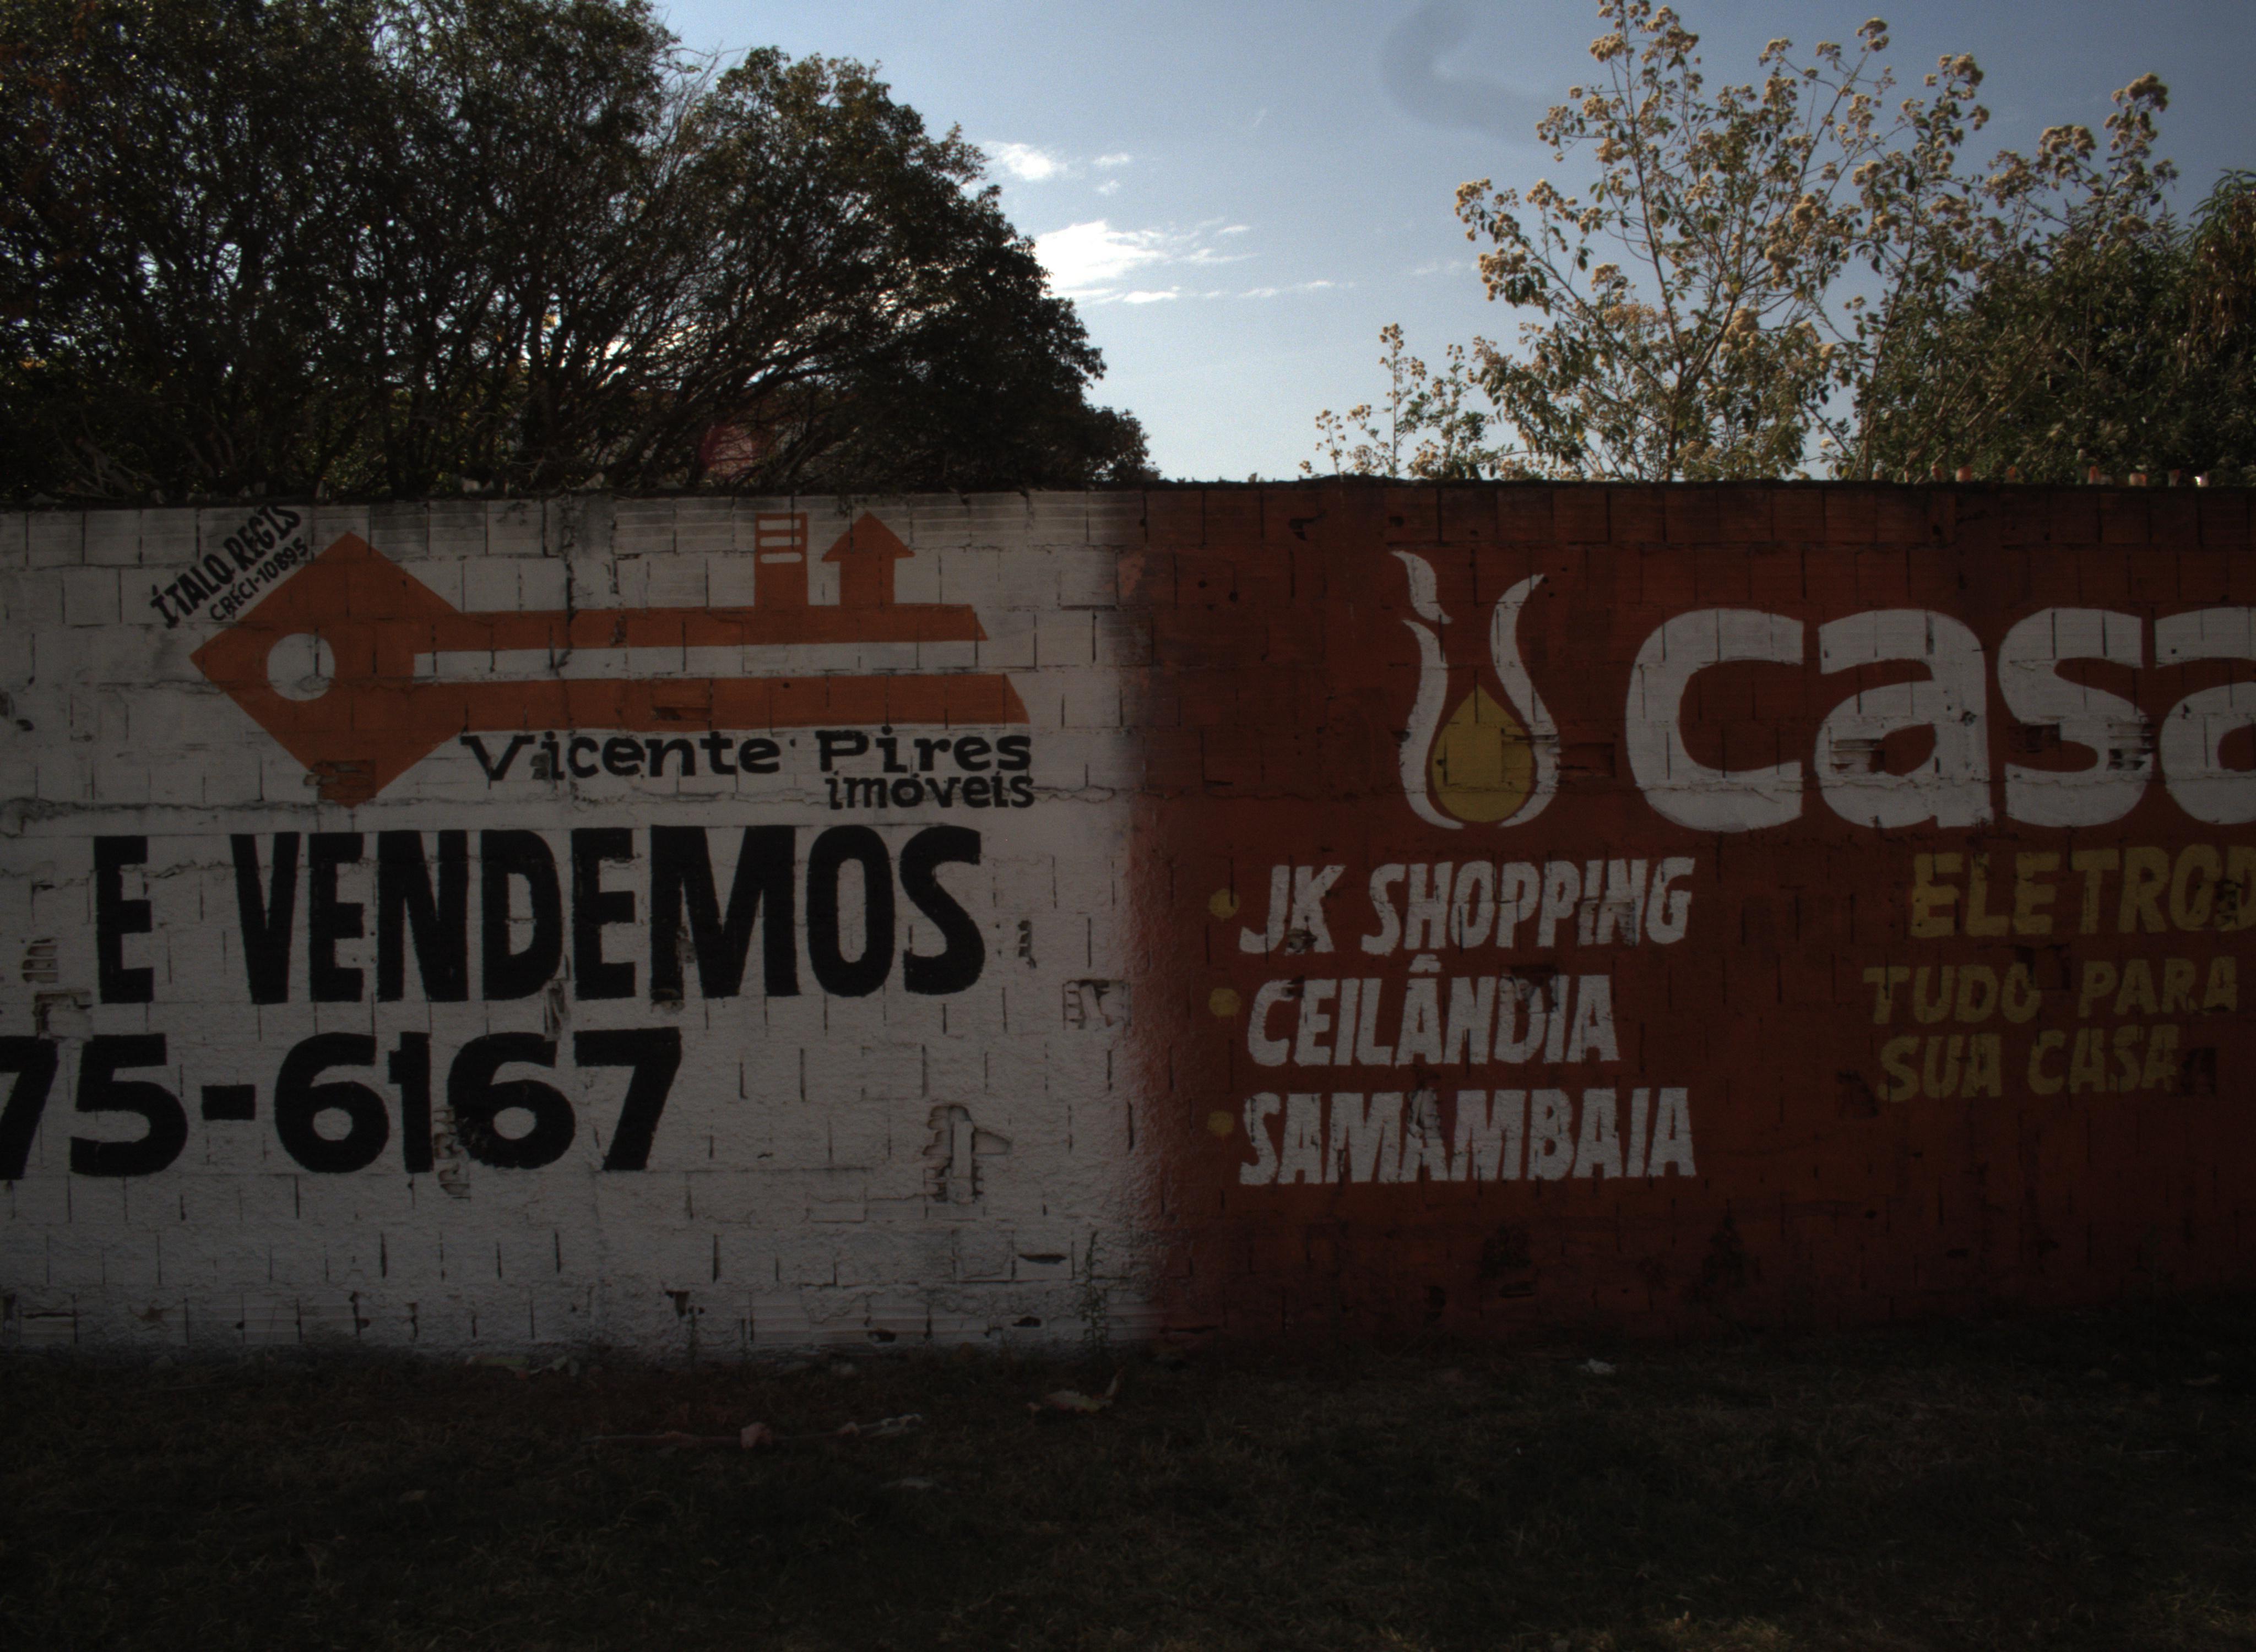 ÍTALO REGIS
CRECI-10895
Vicente Pires
imóveis
E VENDEMOS
75-6167
casa
JK SHOPPING
CEILÂNDIA
SAMAMBAIA
ELETROD
TUDO PARA
SUA CASA